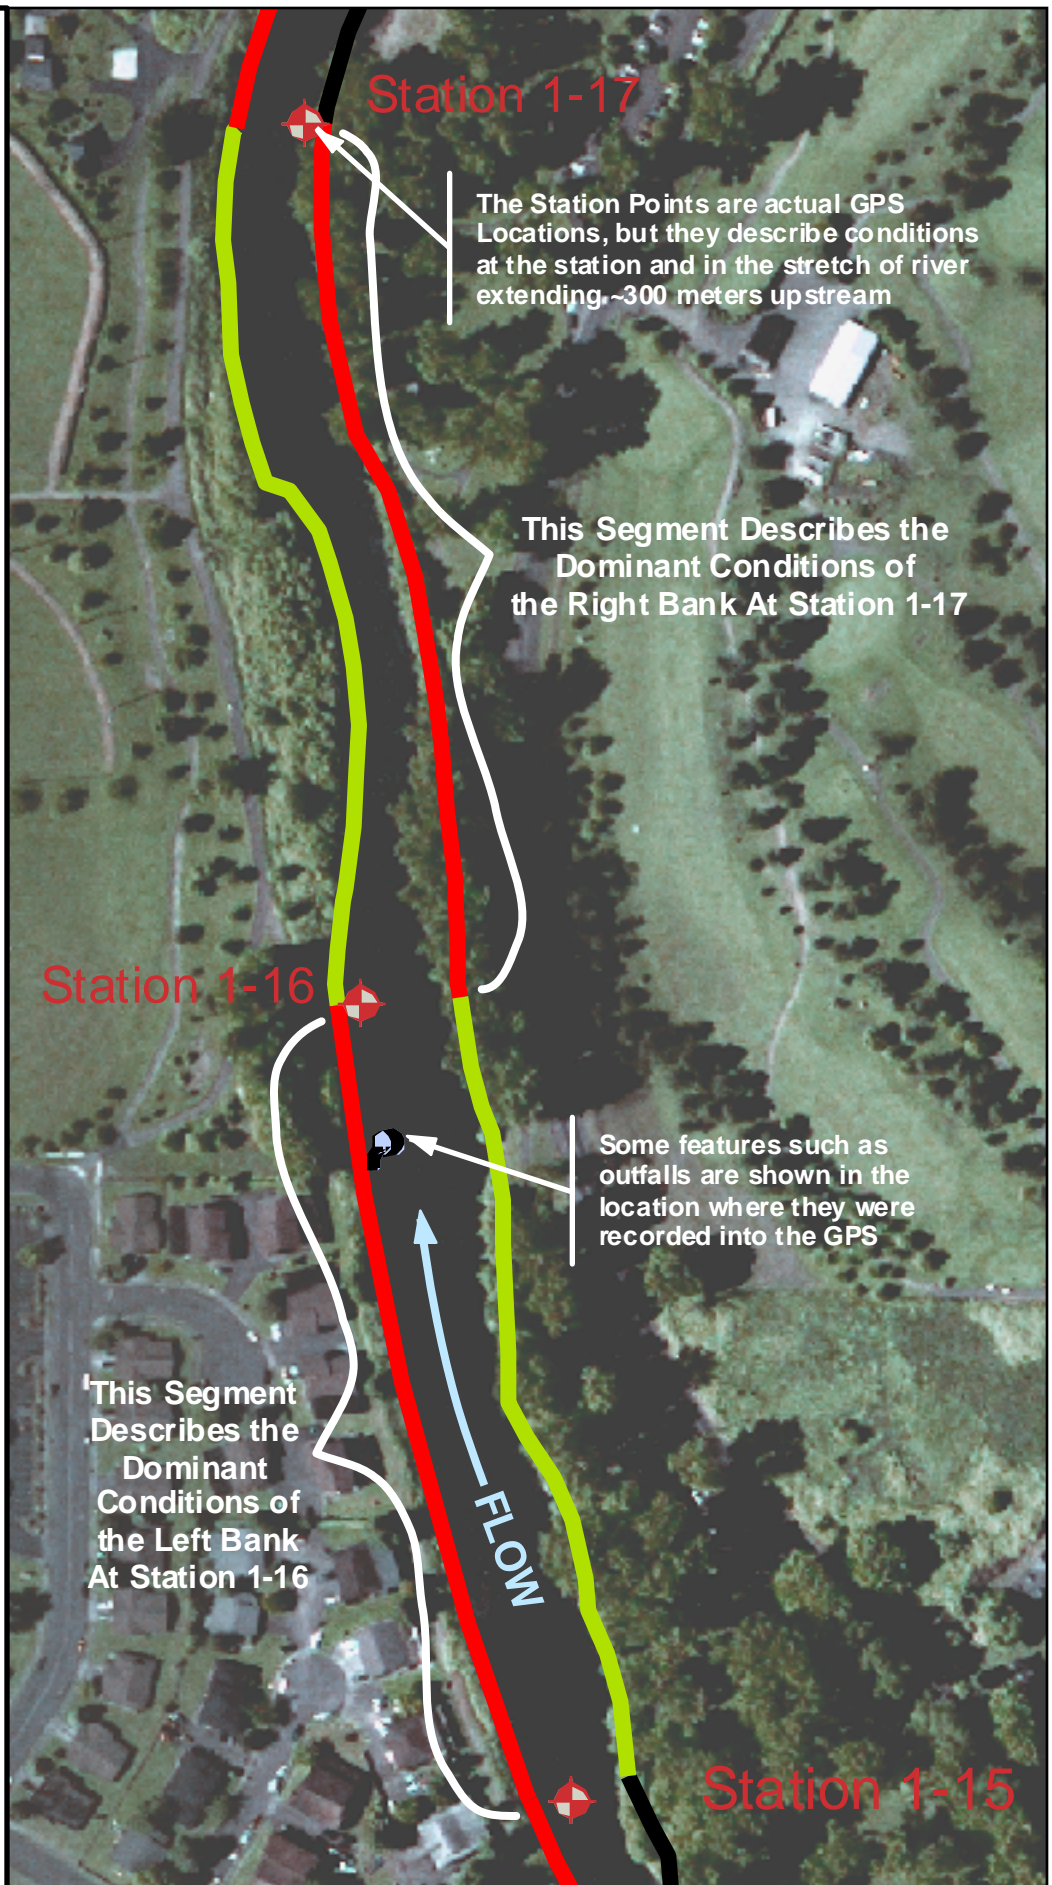 Station 1-17
The Station Points are actual GPS
Locations, but they describe conditions
at the station and in the stretch of river
extending ~300 meters upstream
This Segment Describes the
Dominant Conditions of
the Right Bank At Station 1-17
Station 1-16
Some features such as
outfalls are shown in the
location where they were
recorded into the GPS
This Segment
Describes the
Dominant
Conditions of
the Left Bank
At Station 1-16
FLOW
Station 1-15